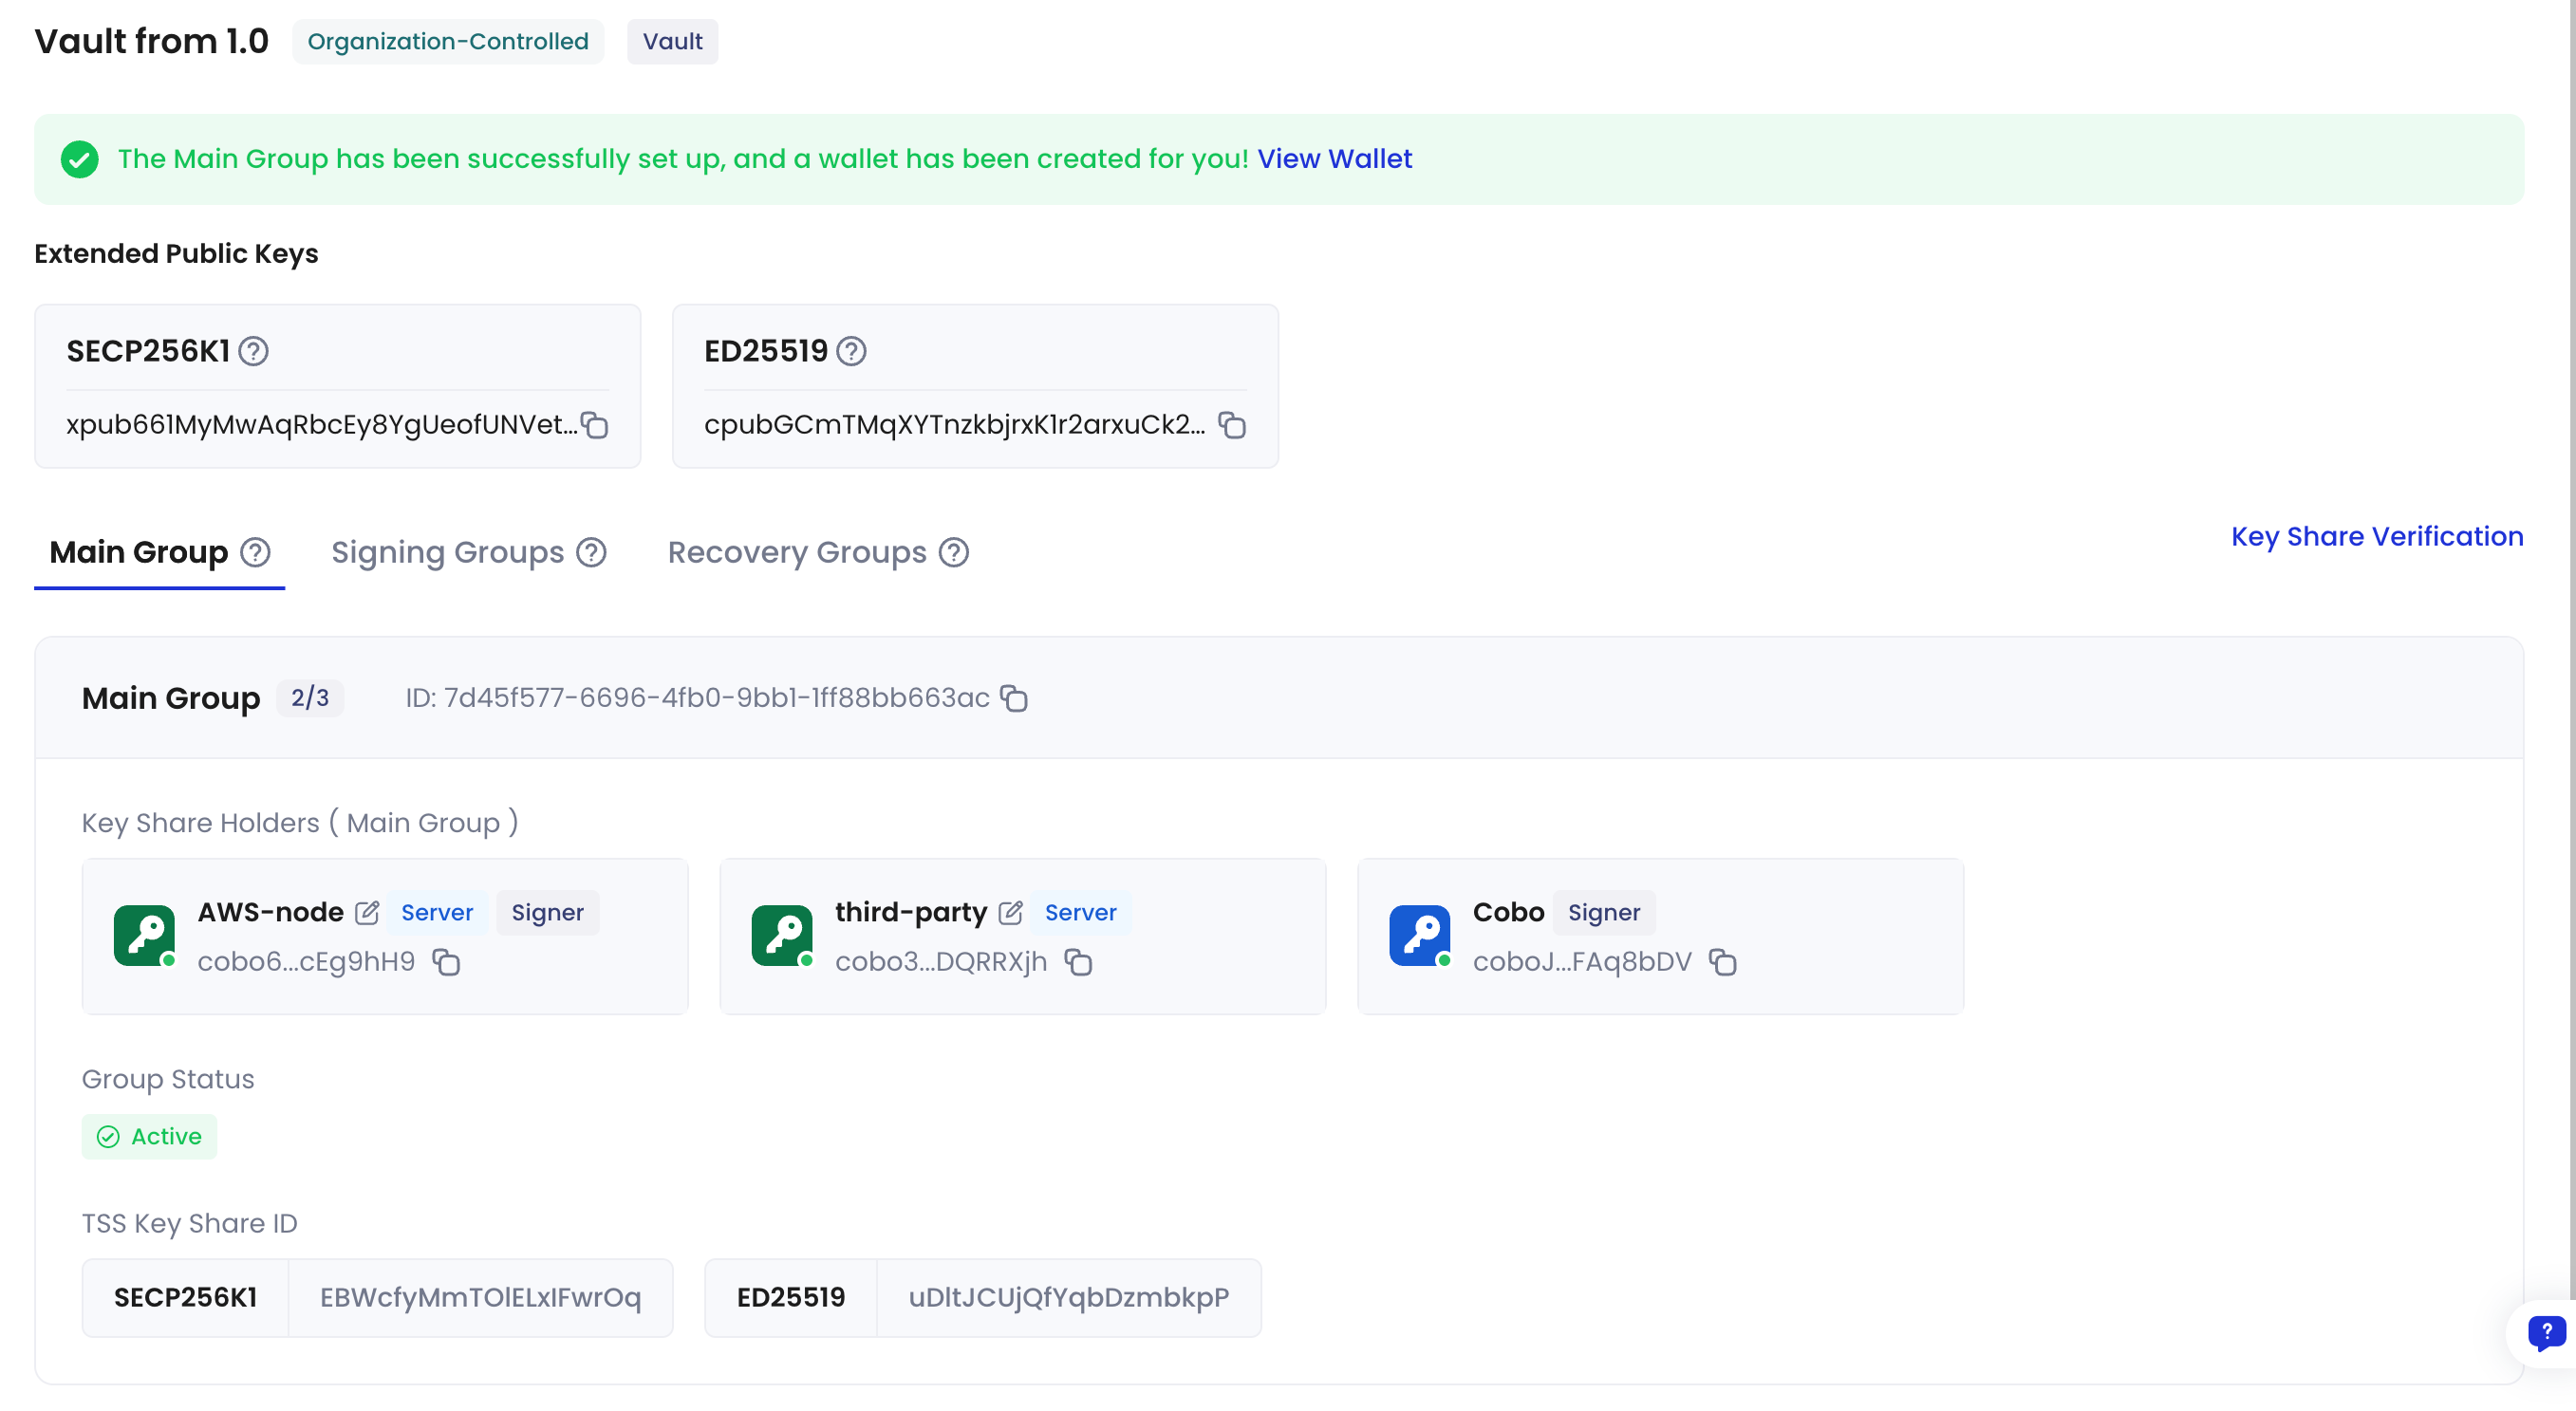 Vault from 1.0 Organization-Controlled Vault
The Main Group has been successfully set up, and a wallet has been created for you! View Wallet
Extended Public Keys
SECP256K1 ?
xpub661MyMwAqRbcEy8YgUeofUNVet...
ED25519 ?
cpubGCmTMqXYTnzkbjrxK1r2arxuCk2...
Main Group ? Signing Groups ? Recovery Groups ? Key Share Verification
Main Group 2/3 ID: 7d45f577-6696-4fb0-9bb1-1ff88bb663ac
Key Share Holders ( Main Group )
AWS-node Server Signer
cobo6...cEg9hH9
third-party Server
cobo3...DQRRXjh
Cobo Signer
coboJ...FAq8bDV
Group Status
Active
TSS Key Share ID
SECP256K1 EBWcfyMmTOlELxIFwrOq
ED25519 uDltJCUjQfYqbDzmbkpP
?